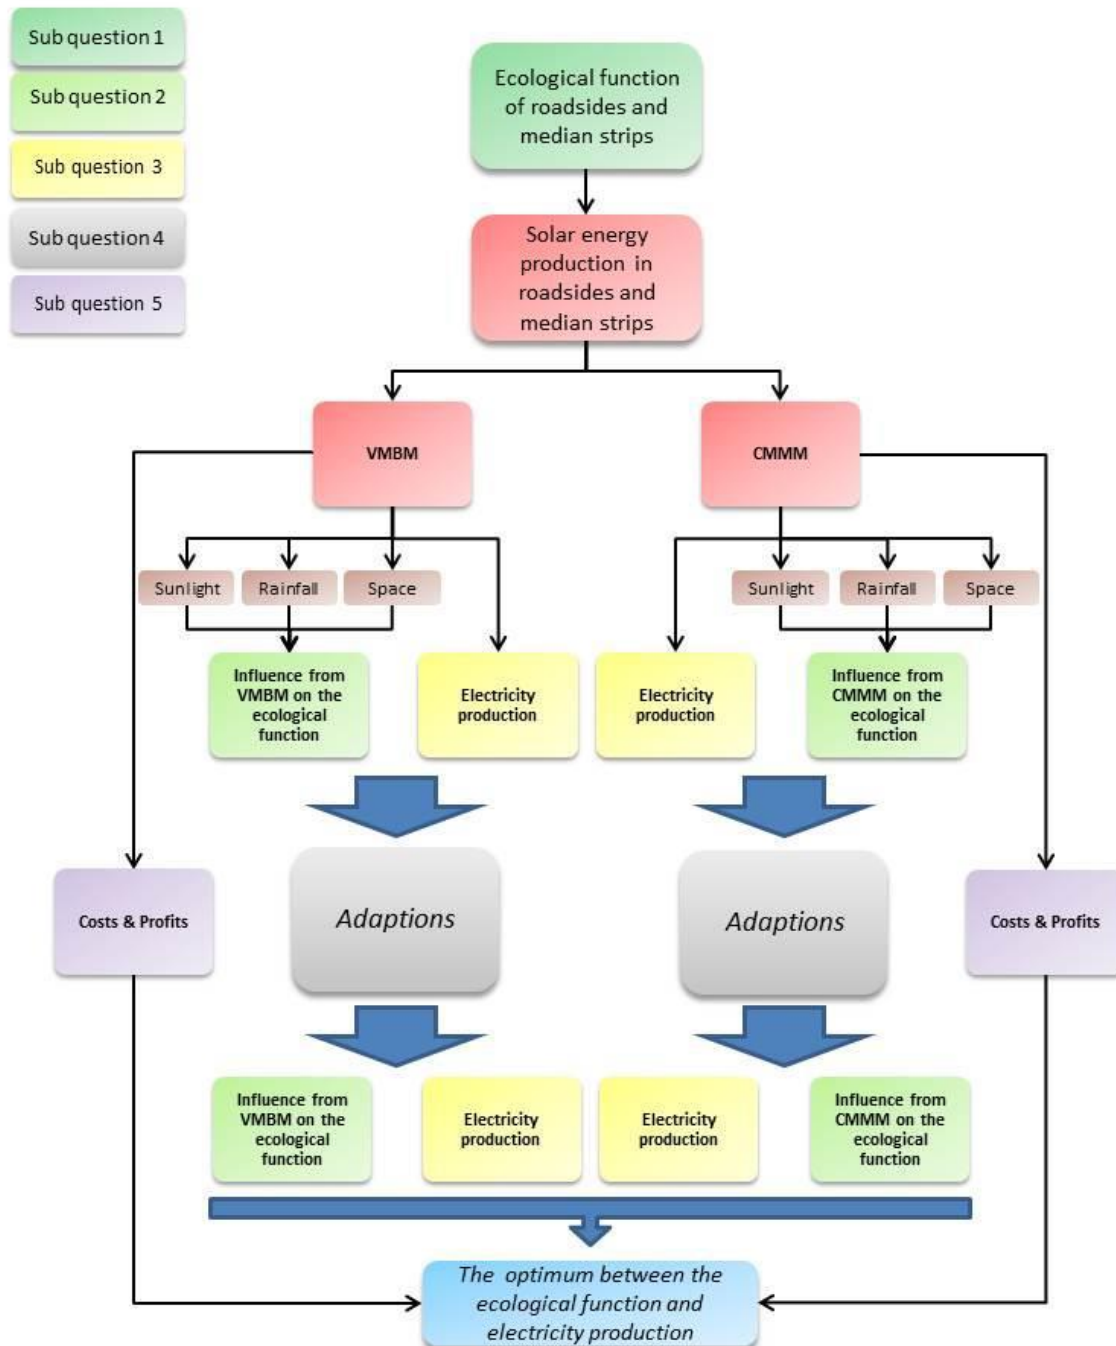 Sub question 1
Sub question 2
Sub question 3
Sub question 4
Sub question 5
Ecological function
of roadsides and
median strips
Solar energy
production in
roadsides and
median strips
VMBM
CMMM
Sunlight
Rainfall
Space
Sunlight
Rainfall
Space
Influence from
VMBM on the
ecological
function
Electricity
production
Electricity
production
Influence from
CMMM on the
ecological
function
Costs & Profits
Adaptions
Adaptions
Costs & Profits
Influence from
VMBM on the
ecological
function
Electricity
production
Electricity
production
Influence from
CMMM on the
ecological
function
The optimum between the
ecological function and
electricity production